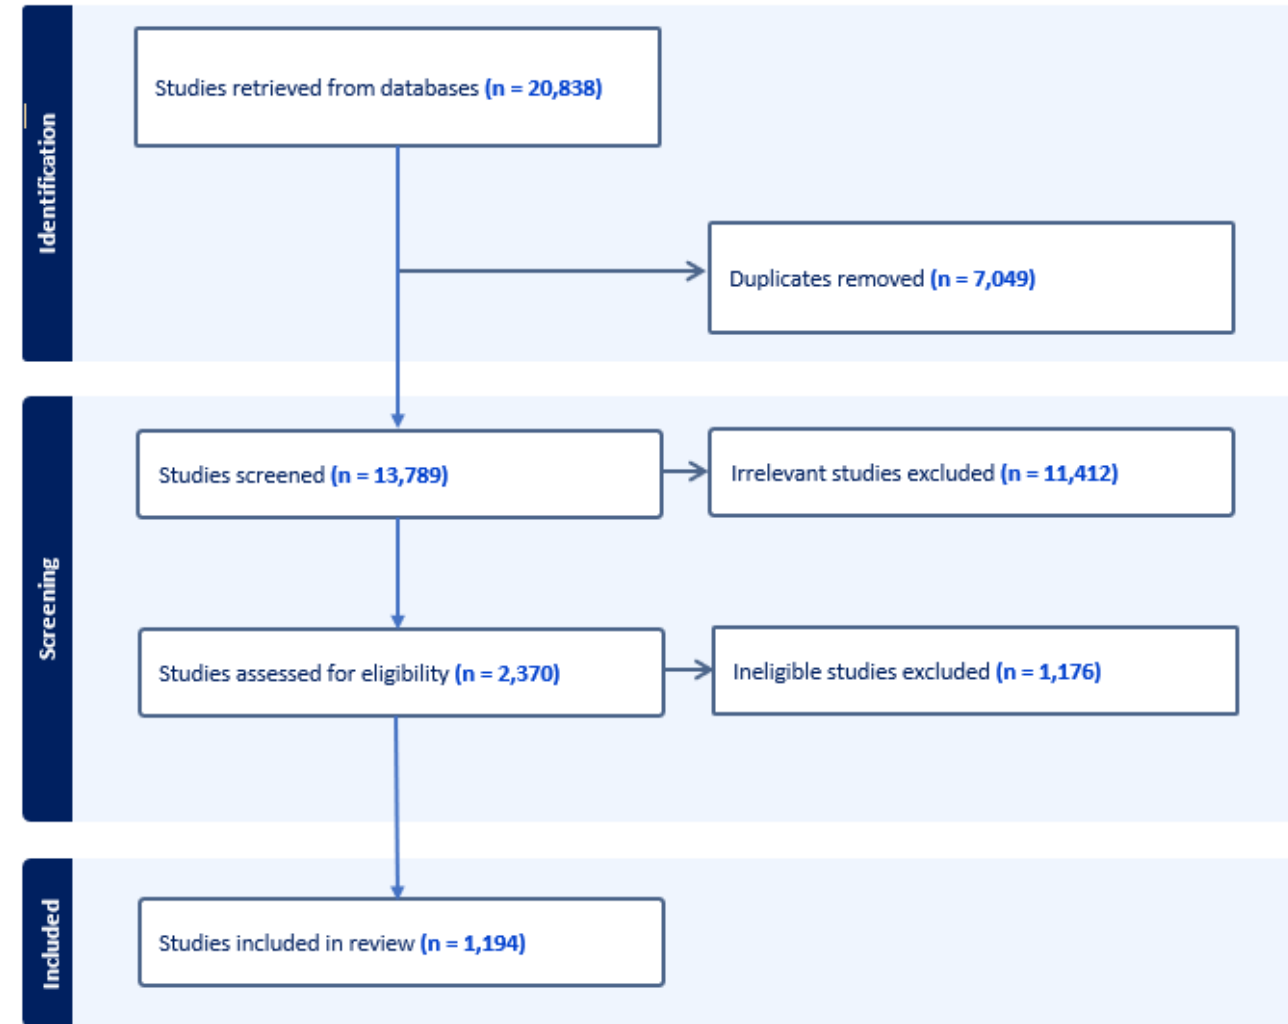 Identification
Studies retrieved from databases (n = 20,838)
Duplicates removed (n = 7,049)
Screening
Studies screened (n = 13,789)
Irrelevant studies excluded (n = 11,412)
Studies assessed for eligibility (n = 2,370)
Ineligible studies excluded (n = 1,176)
Included
Studies included in review (n = 1,194)